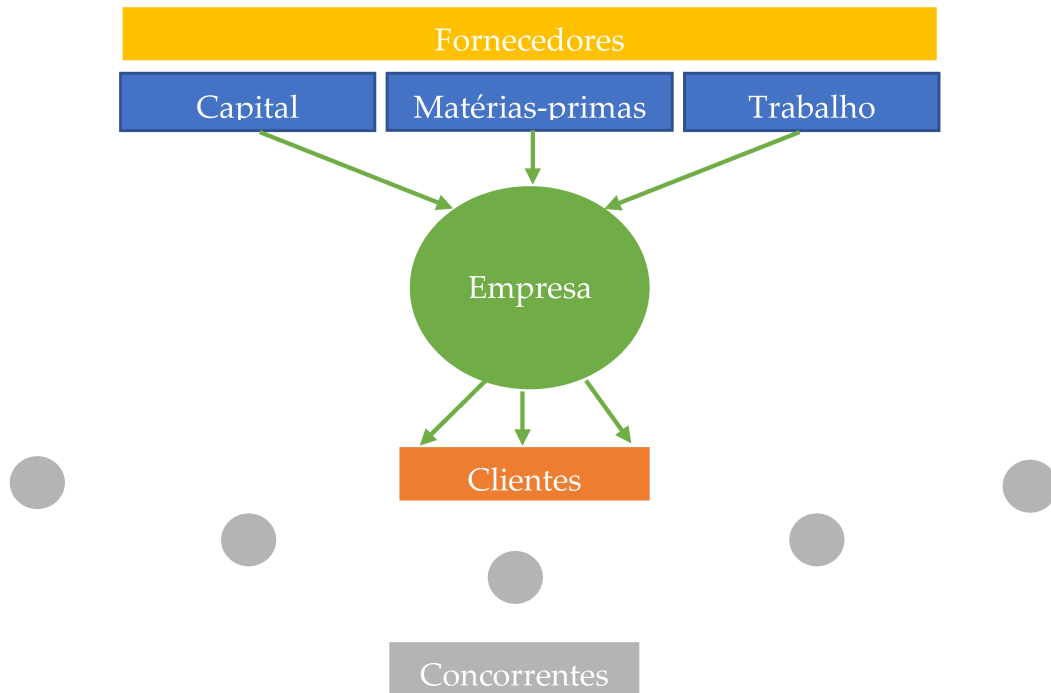 Fornecedores
Capital
Matérias-primas
Trabalho
Empresa
Clientes
Concorrentes